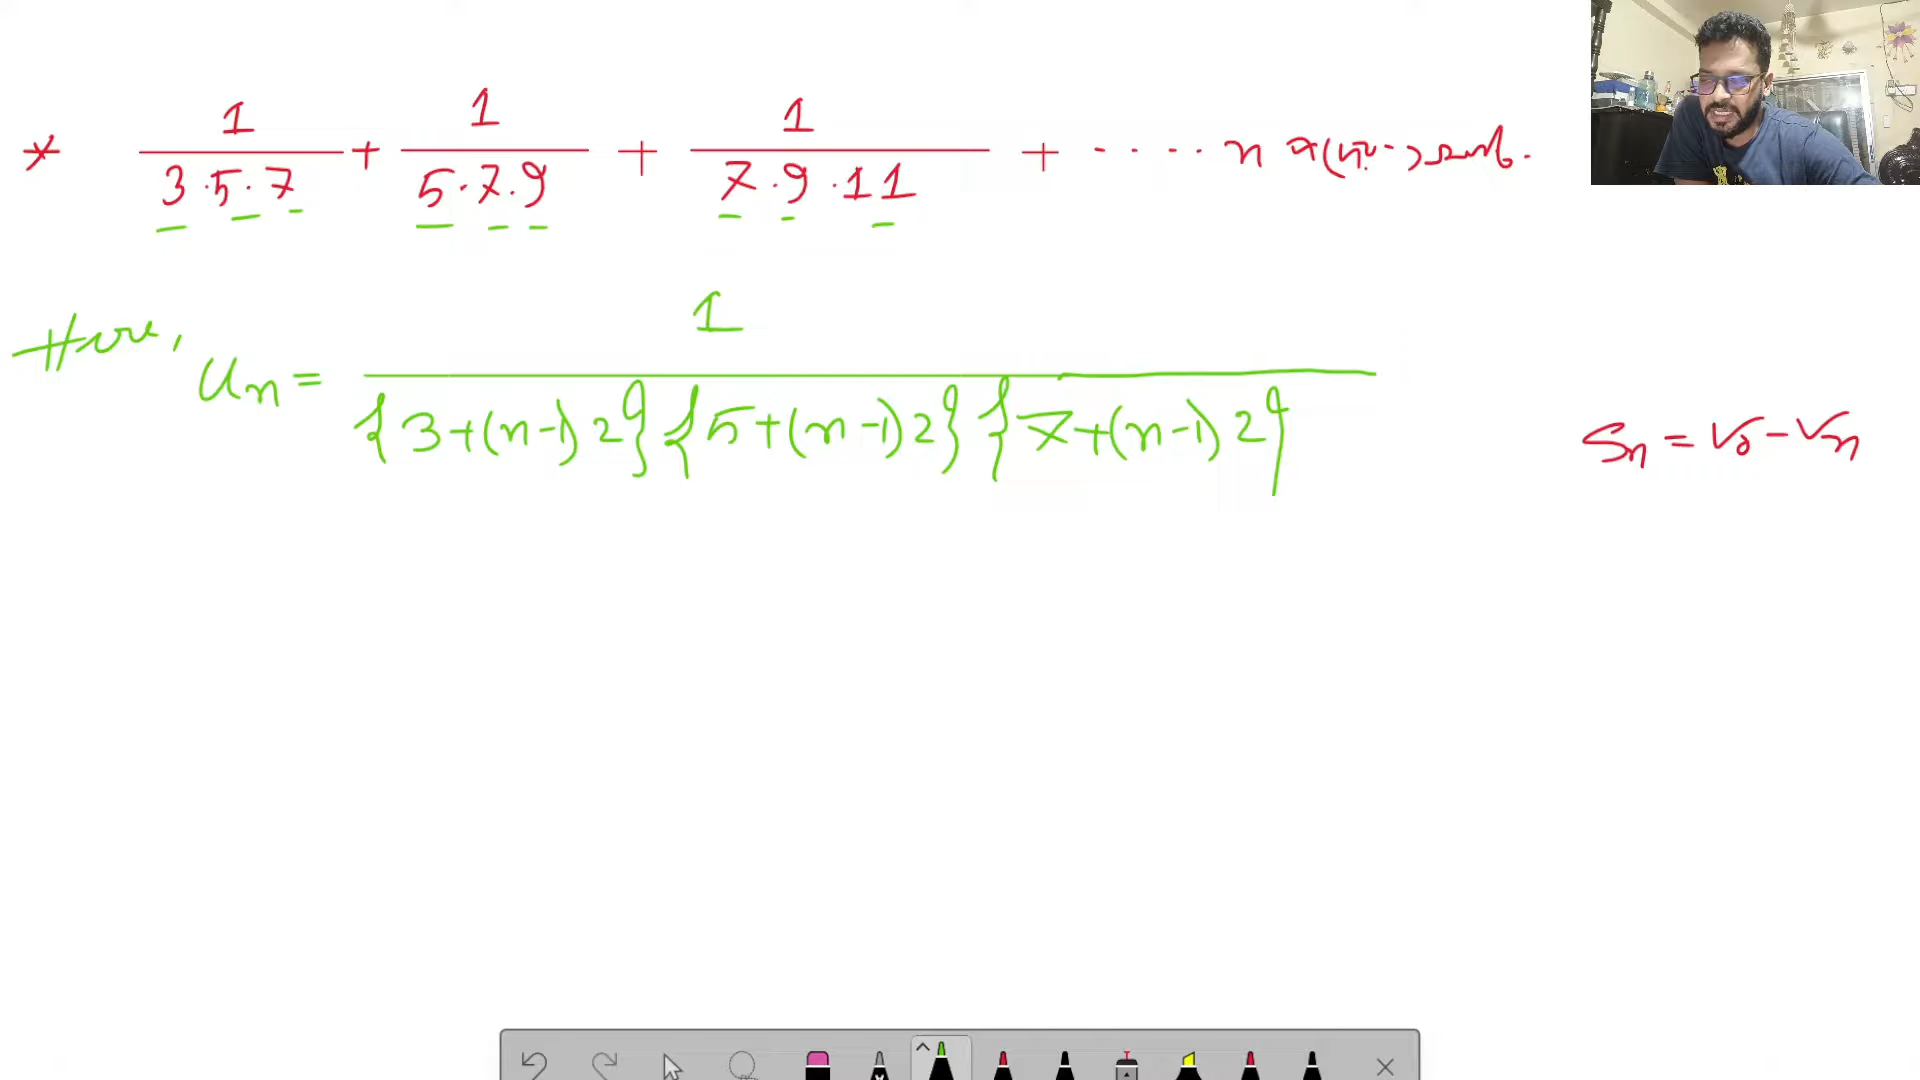 * 1/(3·5·7) + 1/(5·7·9) + 1/(7·9·11) + ····· n
Here, uₙ = 1/({3+(n-1)2}{5+(n-1)2}{7+(n-1)2})
Sₙ = v₀ - vₙ